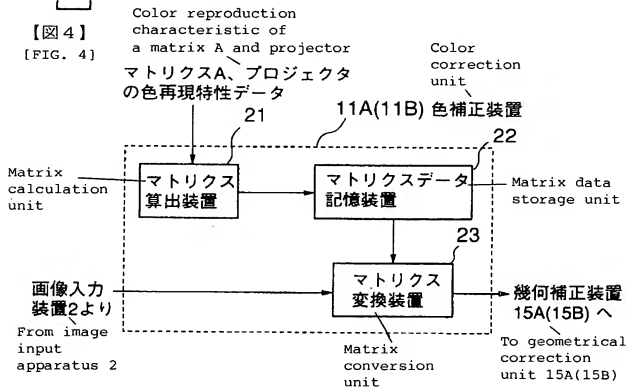 【図4】
[FIG. 4]
Color reproduction
characteristic of
a matrix A and projector
マトリクスA、プロジェクタ
の色再現特性データ
Color
correction
unit
11A(11B) 色補正装置
21
22
Matrix
calculation
unit
マトリクス
算出装置
マトリクスデータ
記憶装置
Matrix data
storage unit
23
画像入力
装置2より
From image
input
apparatus 2
マトリクス
変換装置
Matrix
conversion
unit
幾何補正装置
15A(15B) へ
To geometrical
correction
unit 15A(15B)